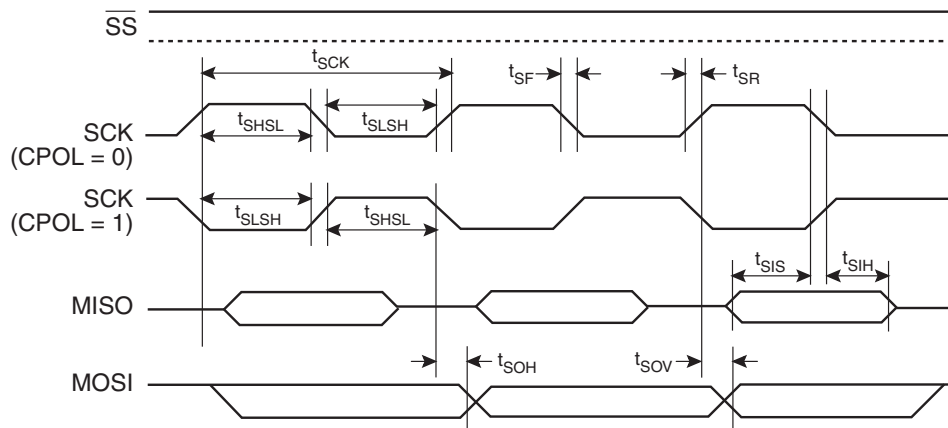 SS
tSCK
tSF
tSR
tSHSL
tSLSH
SCK
(CPOL = 0)
SCK
(CPOL = 1)
tSLSH
tSHSL
tSIS
tSIH
MISO
tSOH
tSOV
MOSI